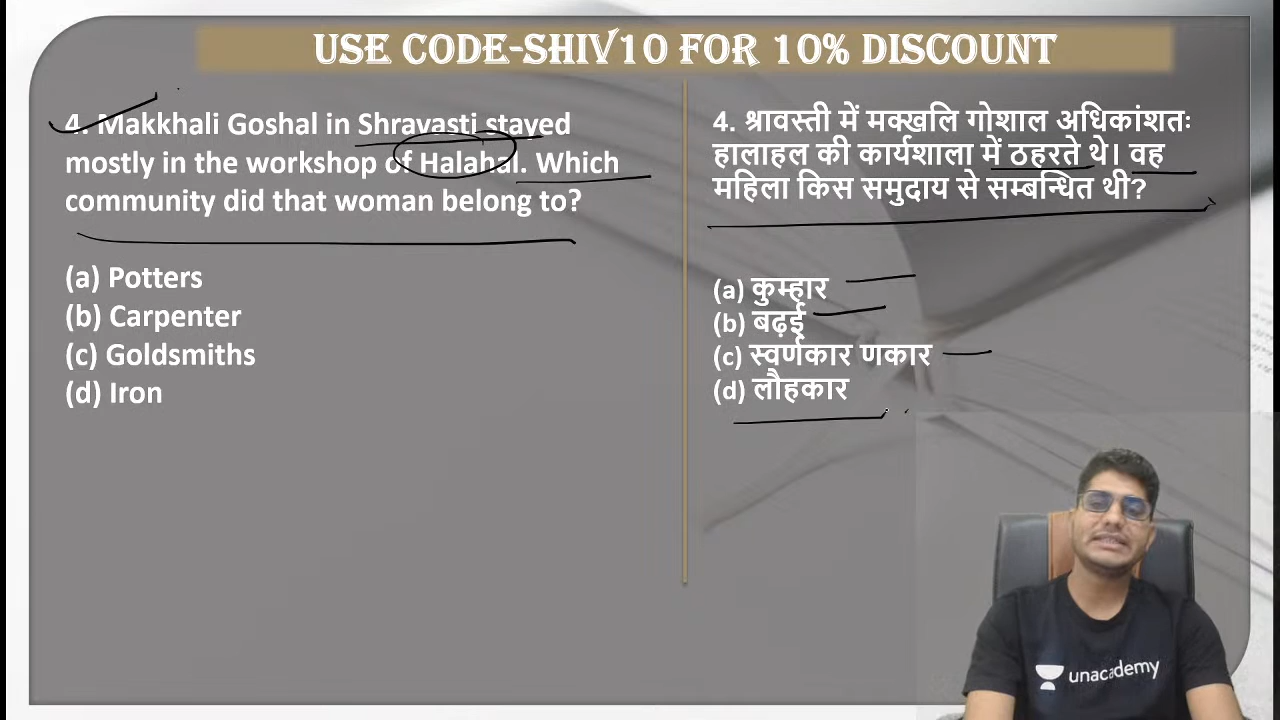 USE CODE-SHIV10 FOR 10% DISCOUNT
4. Makkhali Goshal in Shravasti stayed
mostly in the workshop of Halahal. Which
community did that woman belong to?
(a) Potters
(b) Carpenter
(c) Goldsmiths
(d) Iron
4. श्रावस्ती में मक्खलि गोशाल अधिकांशतः
हालाहल की कार्यशाला में ठहरते थे। वह
महिला किस समुदाय से सम्बन्धित थी?
(a) कुम्हार
(b) बढ़ई
(c) स्वर्णकार णकार
(d) लौहकार
unacademy